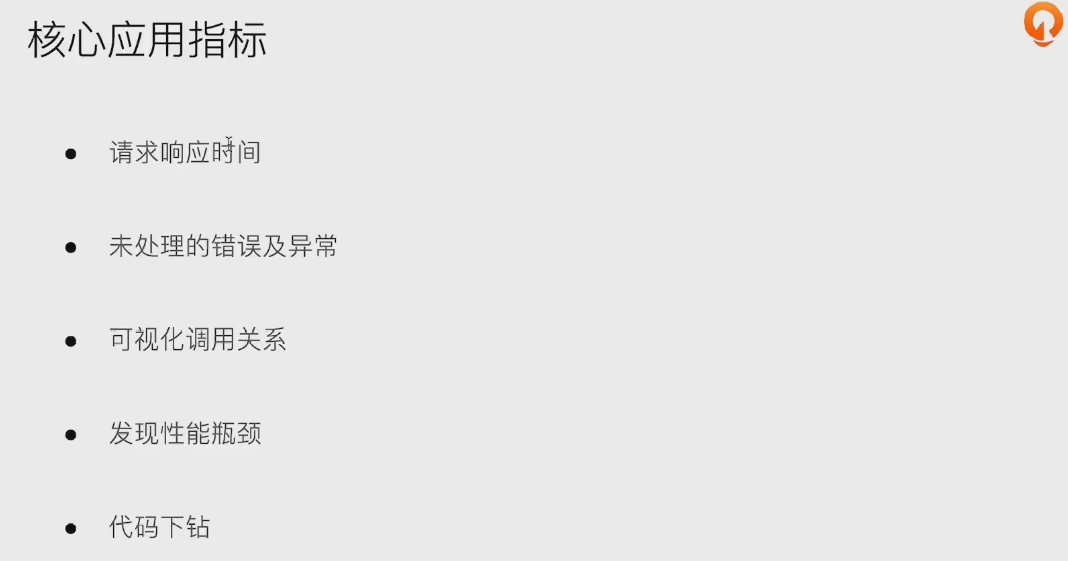 核心应用指标
请求响应时间
未处理的错误及异常
可视化调用关系
发现性能瓶颈
代码下钻